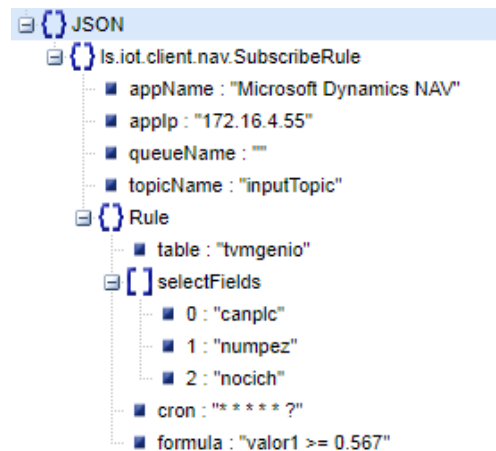 JSON
ls.iot.client.nav.SubscribeRule
appName : "Microsoft Dynamics NAV"
appIp : "172.16.4.55"
queueName : ""
topicName : "inputTopic"
Rule
table : "tvmgenio"
selectFields
0 : "canplc"
1 : "numpez"
2 : "nocich"
cron : "* * * * * ?"
formula : "valor1 >= 0.567"